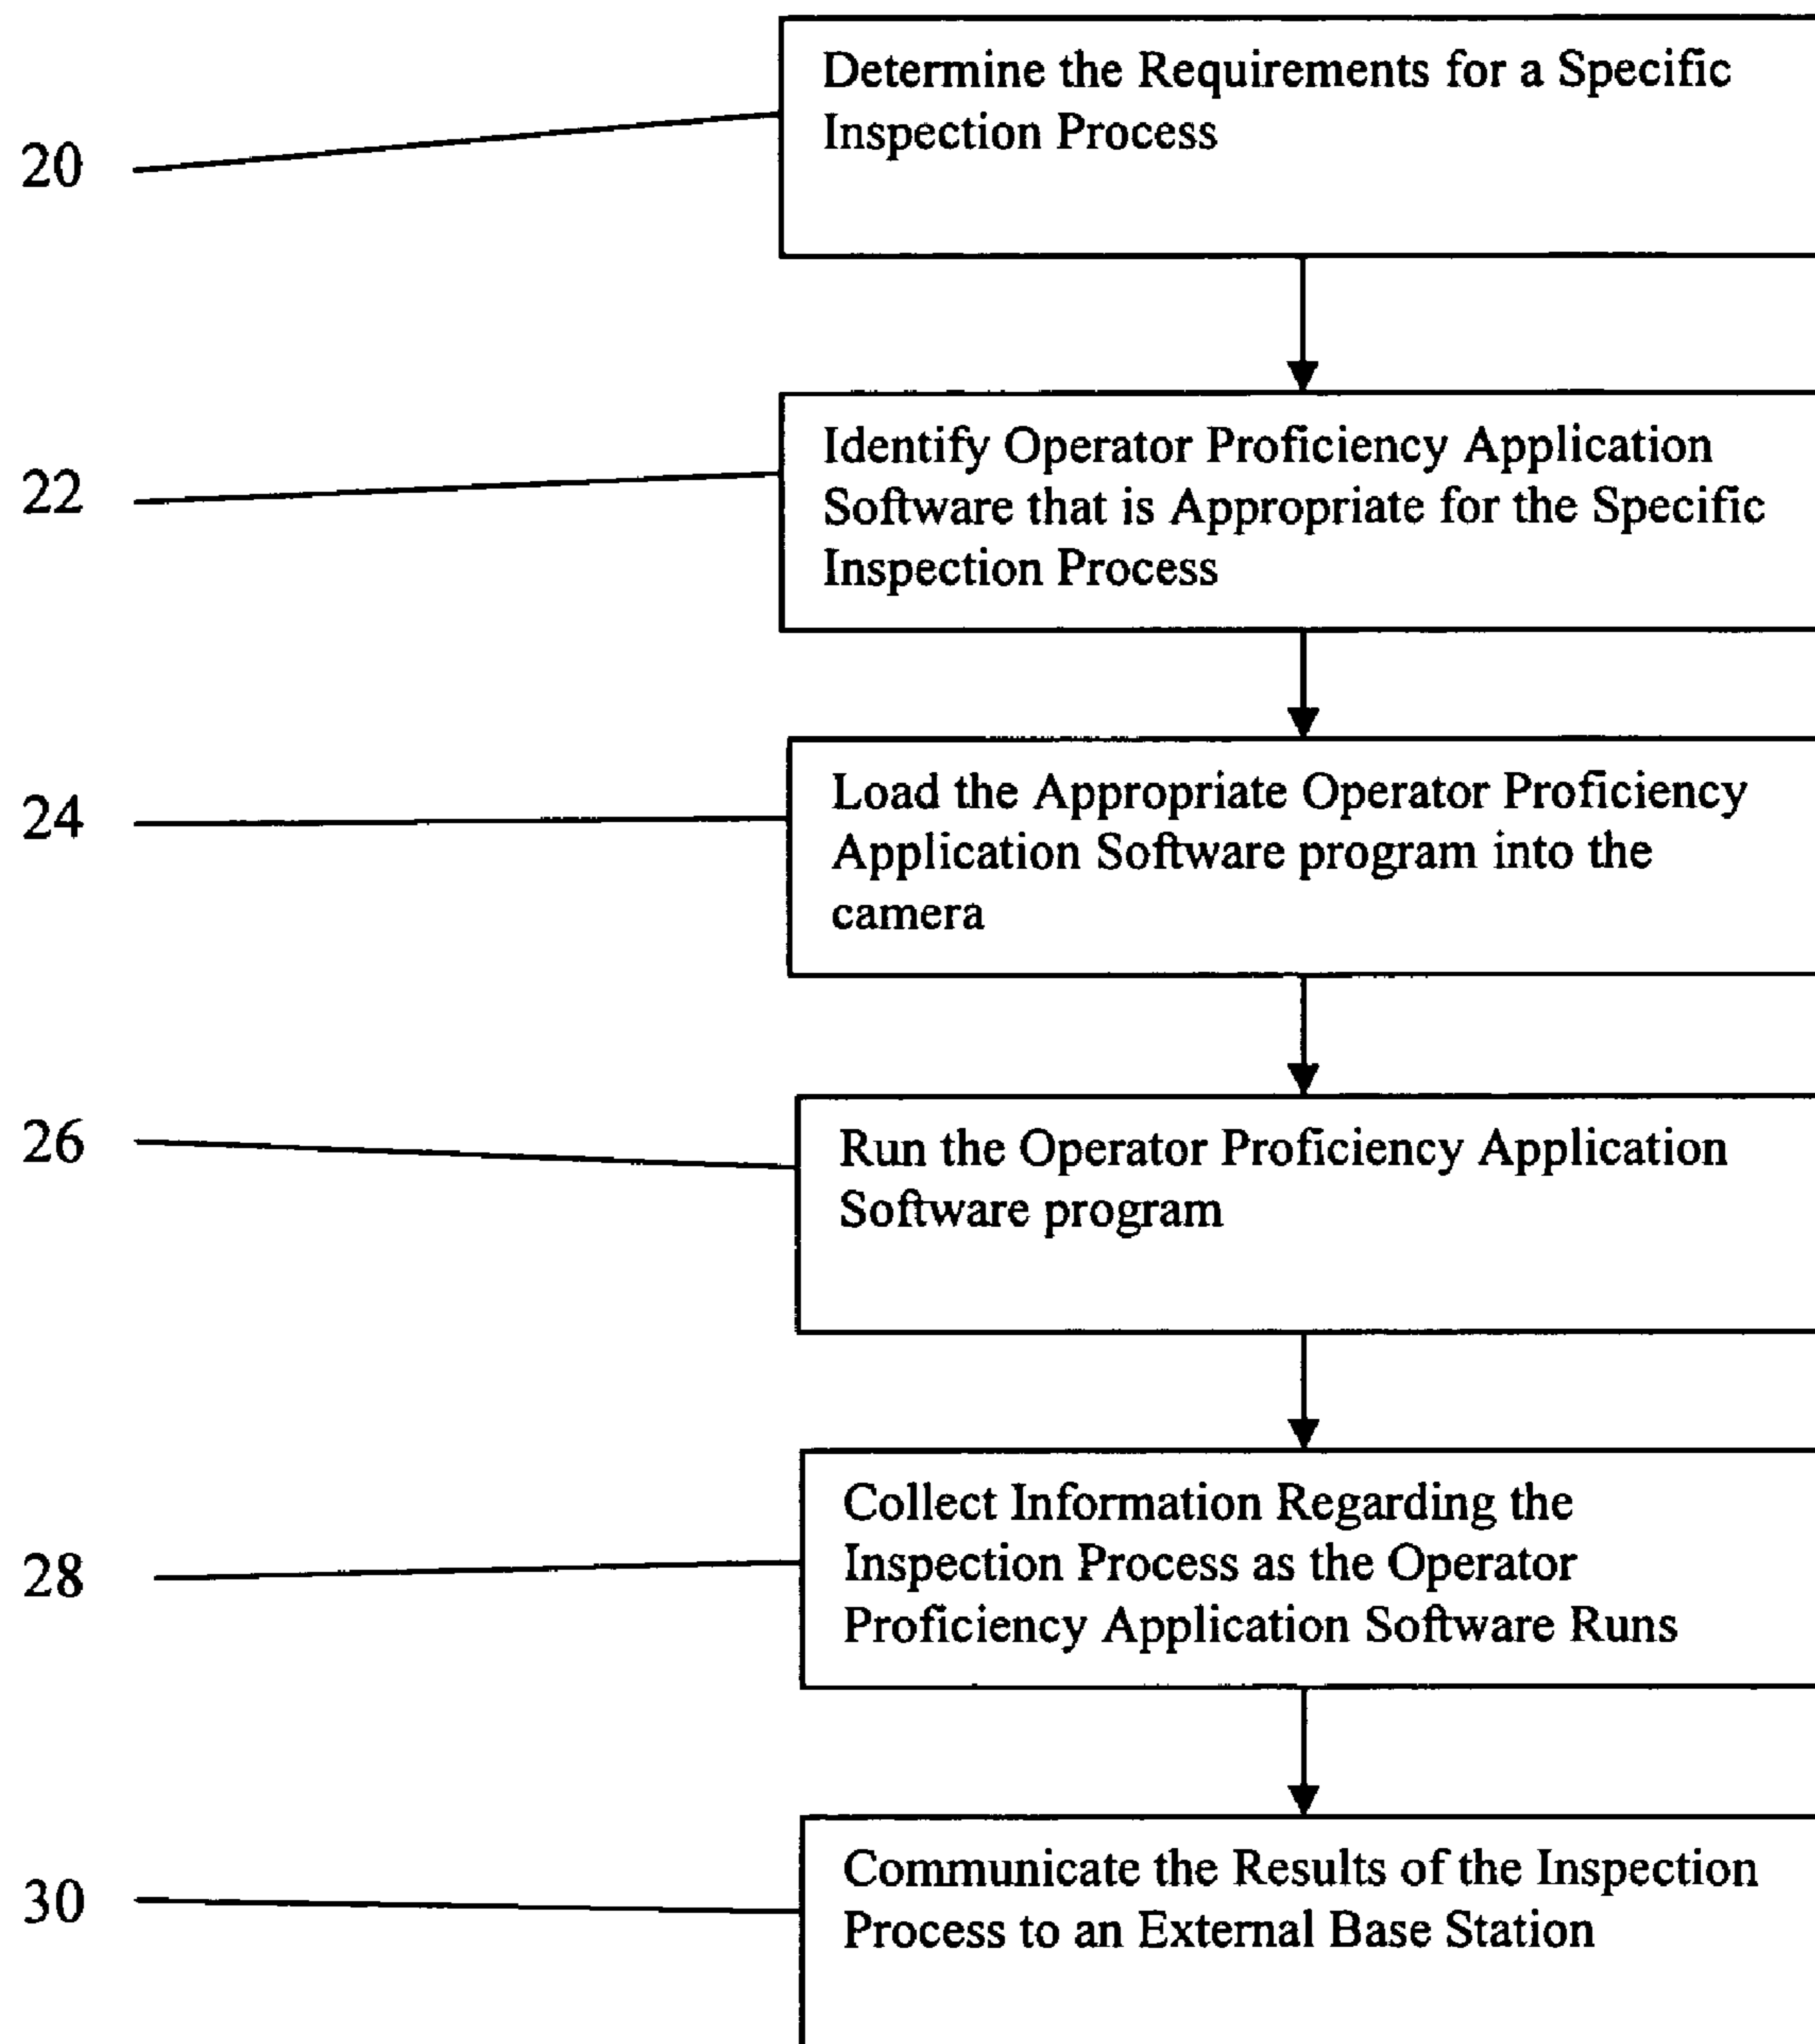 20
Determine the Requirements for a Specific
Inspection Process
22
Identify Operator Proficiency Application
Software that is Appropriate for the Specific
Inspection Process
24
Load the Appropriate Operator Proficiency
Application Software program into the
camera
26
Run the Operator Proficiency Application
Software program
28
Collect Information Regarding the
Inspection Process as the Operator
Proficiency Application Software Runs
30
Communicate the Results of the Inspection
Process to an External Base Station